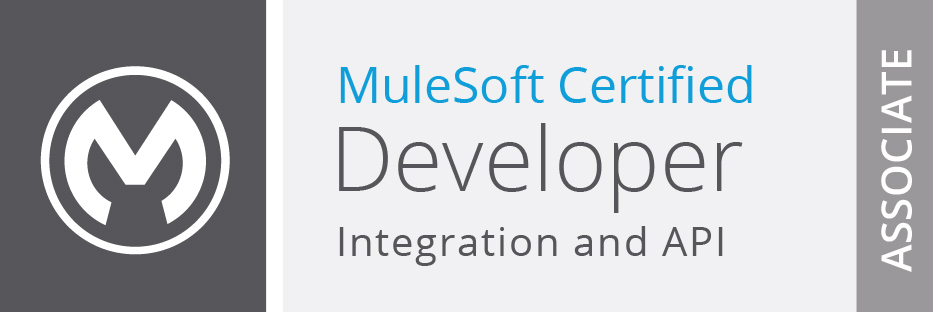 MuleSoft Certified
Developer
Integration and API
ASSOCIATE